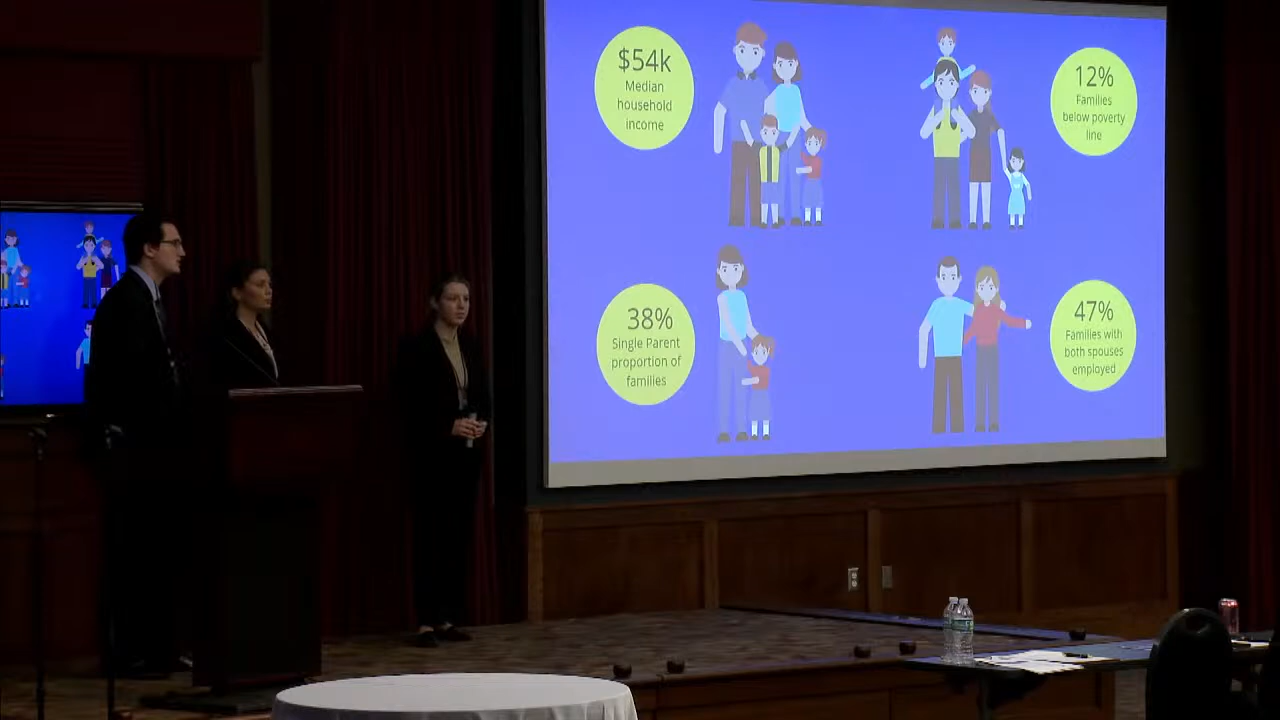 $54k
Median
household
income
12%
Families
below poverty
line
38%
Single Parent
proportion of
families
47%
Families with
both spouses
employed